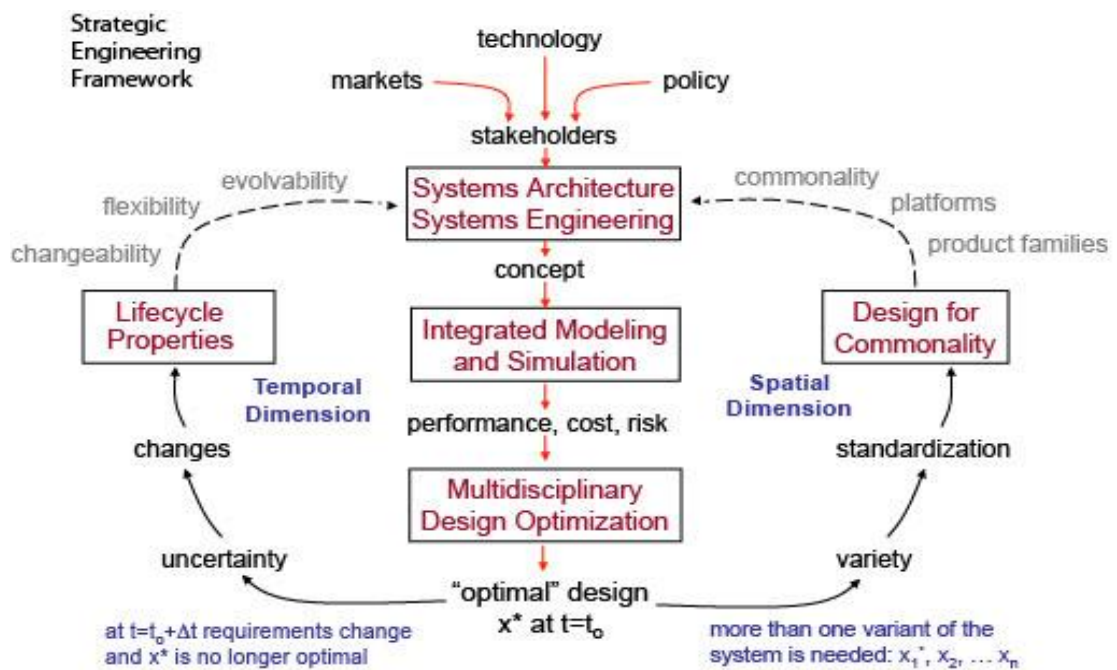 Strategic
Engineering
Framework
technology
markets
policy
stakeholders
Systems Architecture
Systems Engineering
evolvability
flexibility
changeability
commonality
platforms
product families
concept
Lifecycle
Properties
Integrated Modeling
and Simulation
Design for
Commonality
Temporal
Dimension
Spatial
Dimension
performance, cost, risk
changes
standardization
Multidisciplinary
Design Optimization
uncertainty
variety
“optimal” design
x* at t=tₒ
at t=tₒ+Δt requirements change
and x* is no longer optimal
more than one variant of the
system is needed: x₁*, x₂, ... xₙ